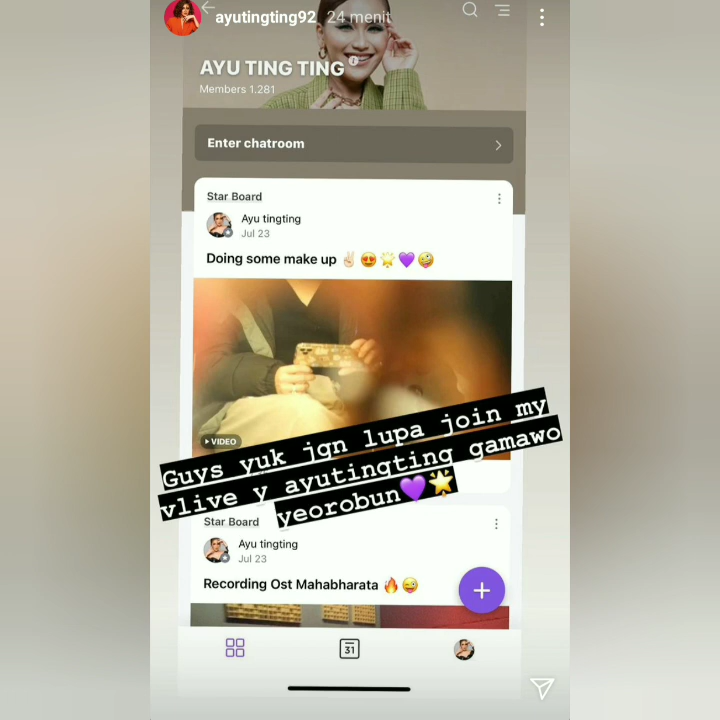 ayutingting92 24 menit
AYU TING TING
Members 1.281
Enter chatroom
Star Board
Ayu tingting
Jul 23
Doing some make up ✌🏻😍🌟💜🤪
VIDEO
Guys yuk jgn lupa join my
vlive y ayutingting gamawo
yeorobun💜🌟
Star Board
Ayu tingting
Jul 23
Recording Ost Mahabharata 🔥😜
31